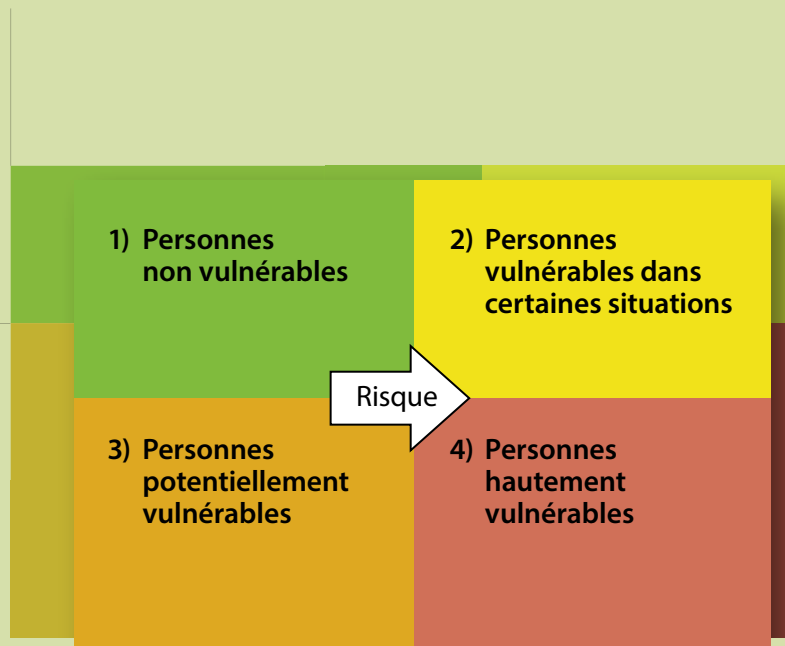 1) Personnes
non vulnérables
2) Personnes
vulnérables dans
certaines situations
Risque
3) Personnes
potentiellement
vulnérables
4) Personnes
hautement
vulnérables